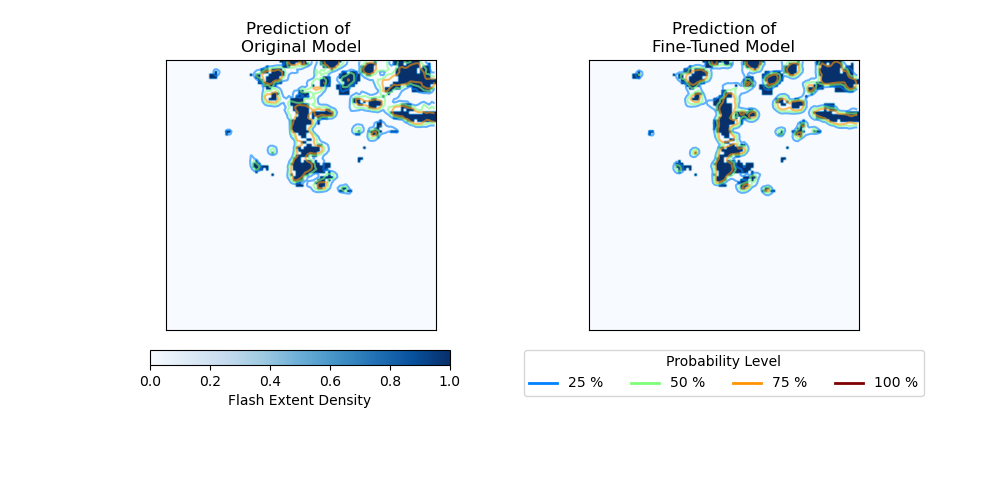 Prediction of
Original Model
Prediction of
Fine-Tuned Model
0.0 0.2 0.4 0.6 0.8 1.0
Flash Extent Density
Probability Level
25 % 50 % 75 % 100 %